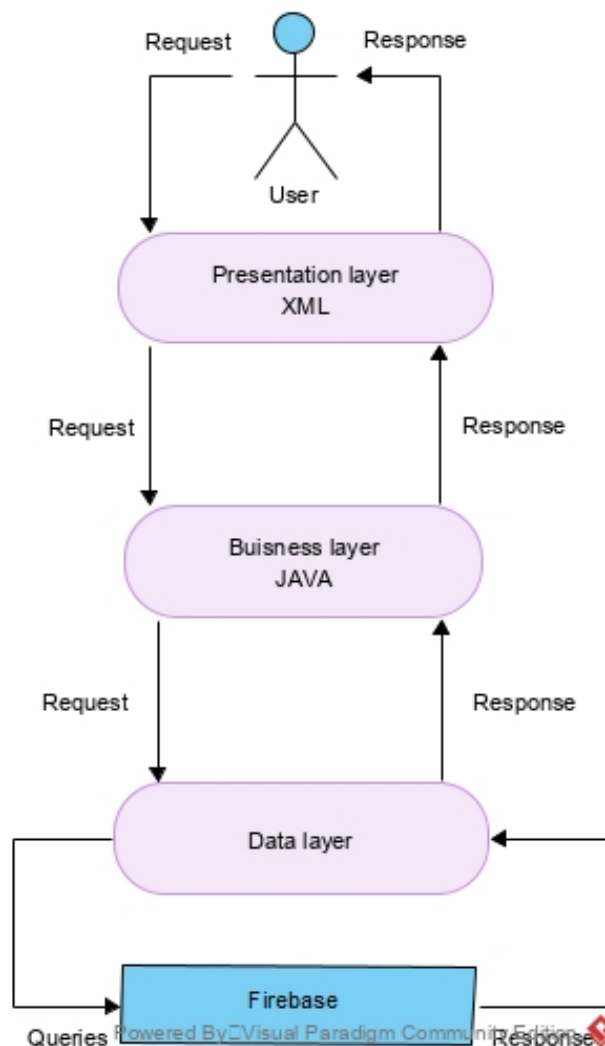 Request
Response
User
Presentation layer
XML
Request
Response
Buisness layer
JAVA
Request
Response
Data layer
Firebase
Queries
Powered By Visual Paradigm Community Edition
Response